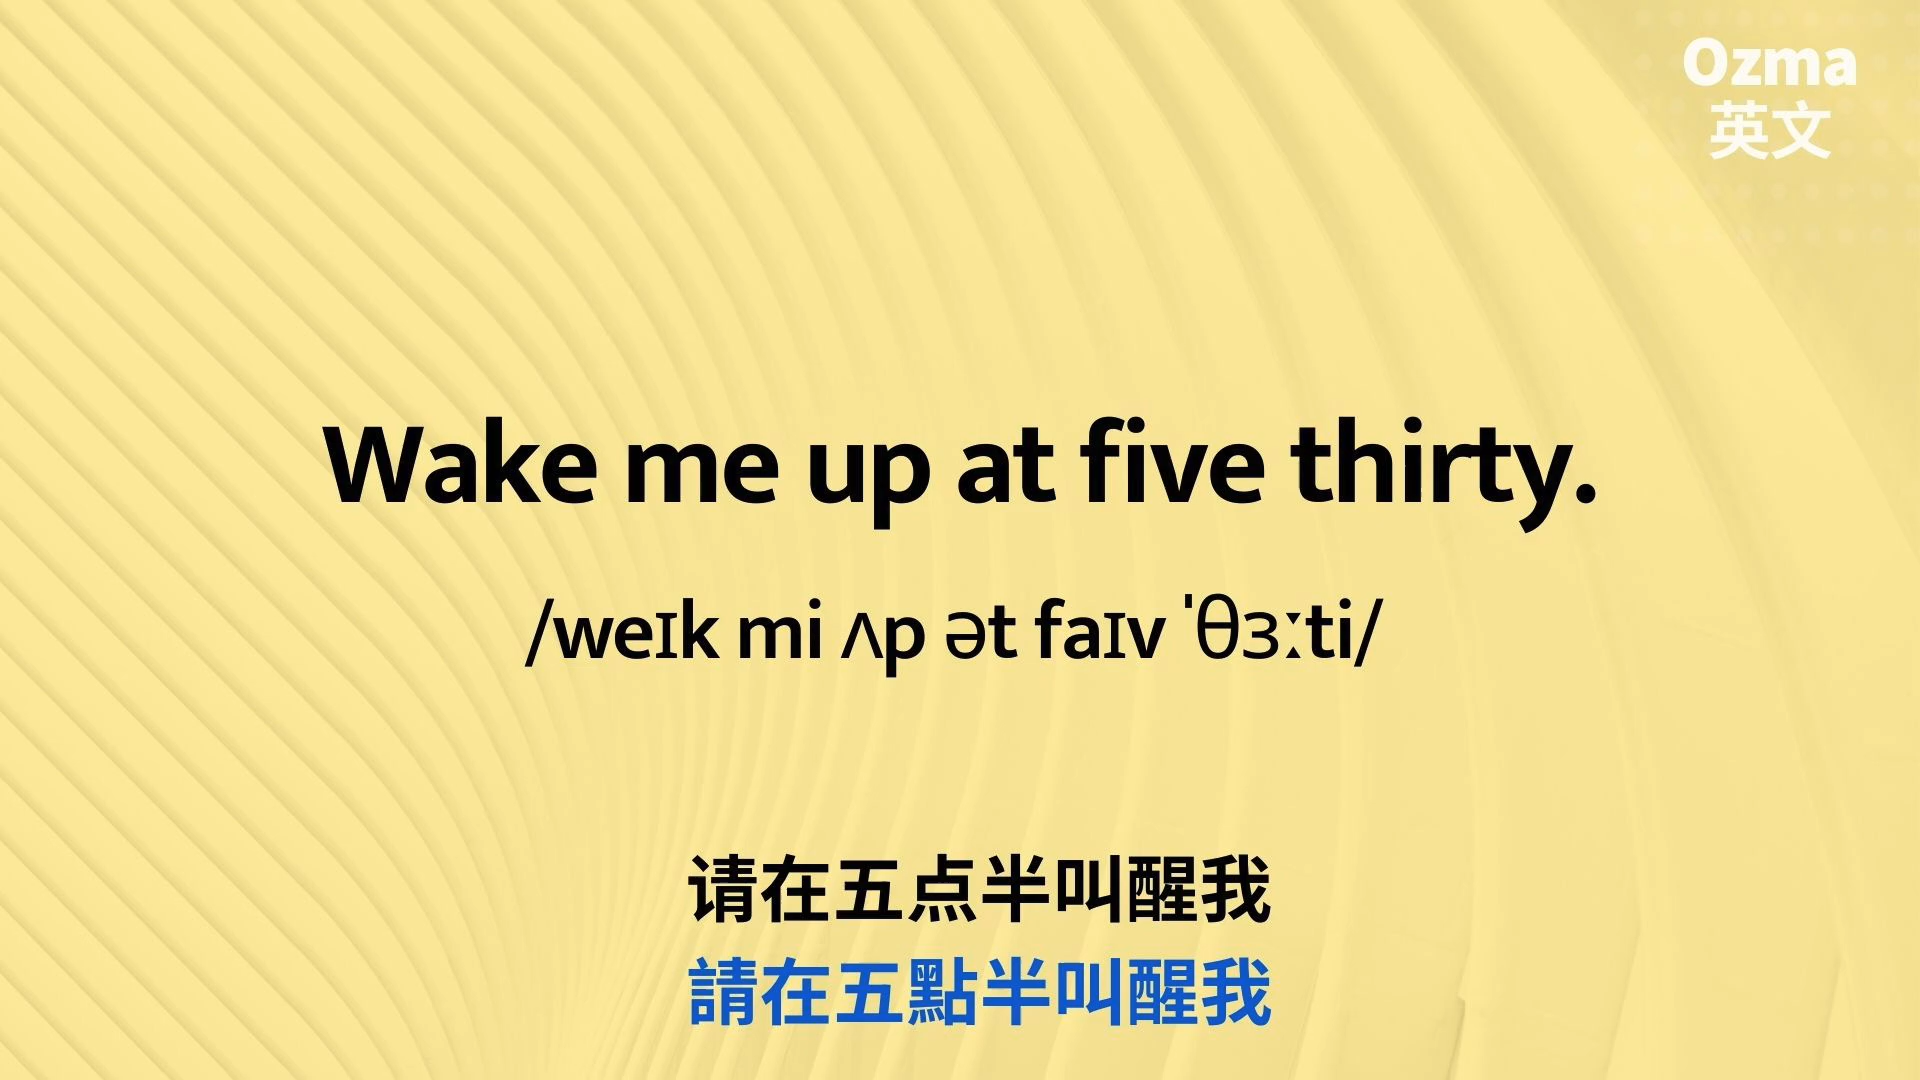 Ozma
英文
Wake me up at five thirty.
/weɪk mi ʌp ət faɪv ˈθɜːti/
请在五点半叫醒我
請在五點半叫醒我